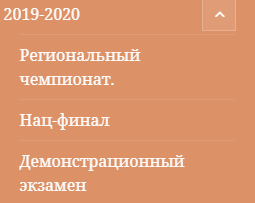 2019-2020
Региональный
чемпионат.
Нац-финал
Демонстрационный
экзамен